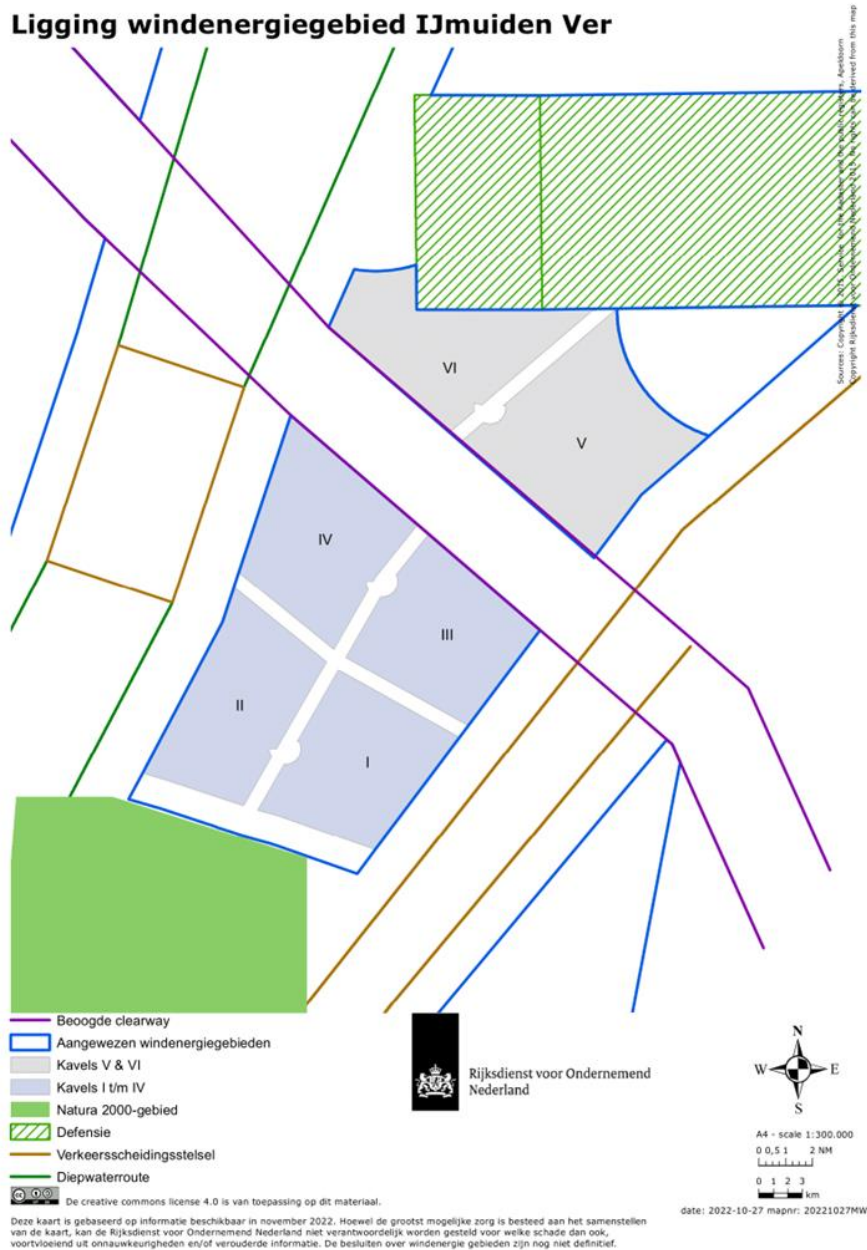 Ligging windenergiegebied IJmuiden Ver
VI
V
IV
III
II
I
Beoogde clearway
Aangewezen windenergiegebieden
Kavels V & VI
Kavels I t/m IV
Natura 2000-gebied
Defensie
Verkeersscheidingsstelsel
Diepwaterroute
Rijksdienst voor Ondernemend
Nederland
N
W E
S
A4 - scale 1:300.000
0 0,5 1 2 NM
0 1 2 3
km
date: 2022-10-27 mapnr: 20221027MW
cc
De creative commons license 4.0 is van toepassing op dit materiaal.
Deze kaart is gebaseerd op informatie beschikbaar in november 2022. Hoewel de grootst mogelijke zorg is besteed aan het samenstellen
van de kaart, kan de Rijksdienst voor Ondernemend Nederland niet verantwoordelijk worden gesteld voor welke schade dan ook,
voortvloeiend uit onnauwkeurigheden en/of verouderde informatie. De besluiten over windenergie gebieden zijn nog niet definitief.